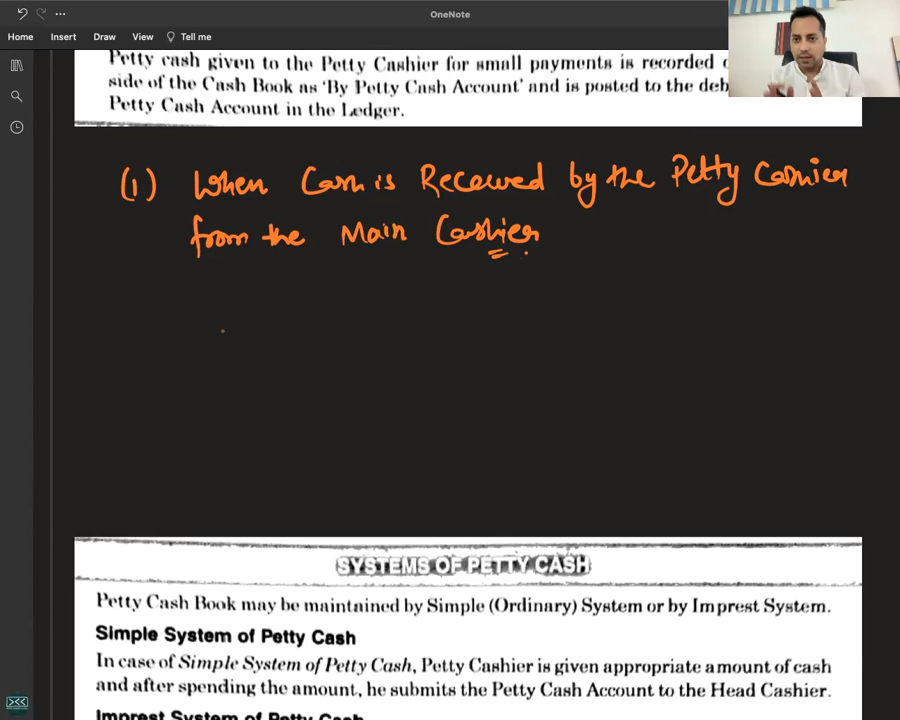 OneNote
Home Insert Draw View Tell me
Petty cash given to the Petty Cashier for small payments is recorded
side of the Cash Book as 'By Petty Cash Account' and is posted to the deb
Petty Cash Account in the Ledger.
(1) When Cash is Received by the Petty Cashier
from the Main Cashier
SYSTEMS OF PETTY CASH
Petty Cash Book may be maintained by Simple (Ordinary) System or by Imprest System.
Simple System of Petty Cash
In case of Simple System of Petty Cash, Petty Cashier is given appropriate amount of cash
and after spending the amount, he submits the Petty Cash Account to the Head Cashier.
Imprest System of Petty Cash